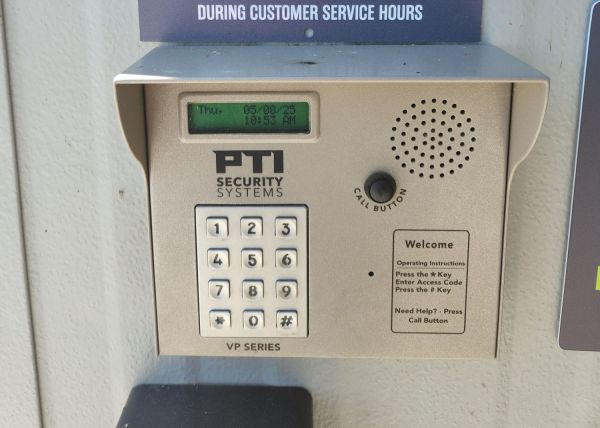 DURING CUSTOMER SERVICE HOURS
Thu, 05/08/25
10:53 AM
PTI
SECURITY
SYSTEMS
CALL BUTTON
1 2 3
4 5 6
7 8 9
* 0 #
VP SERIES
Welcome
Operating Instructions
Press the * Key
Enter Access Code
Press the # Key
Need Help? - Press
Call Button